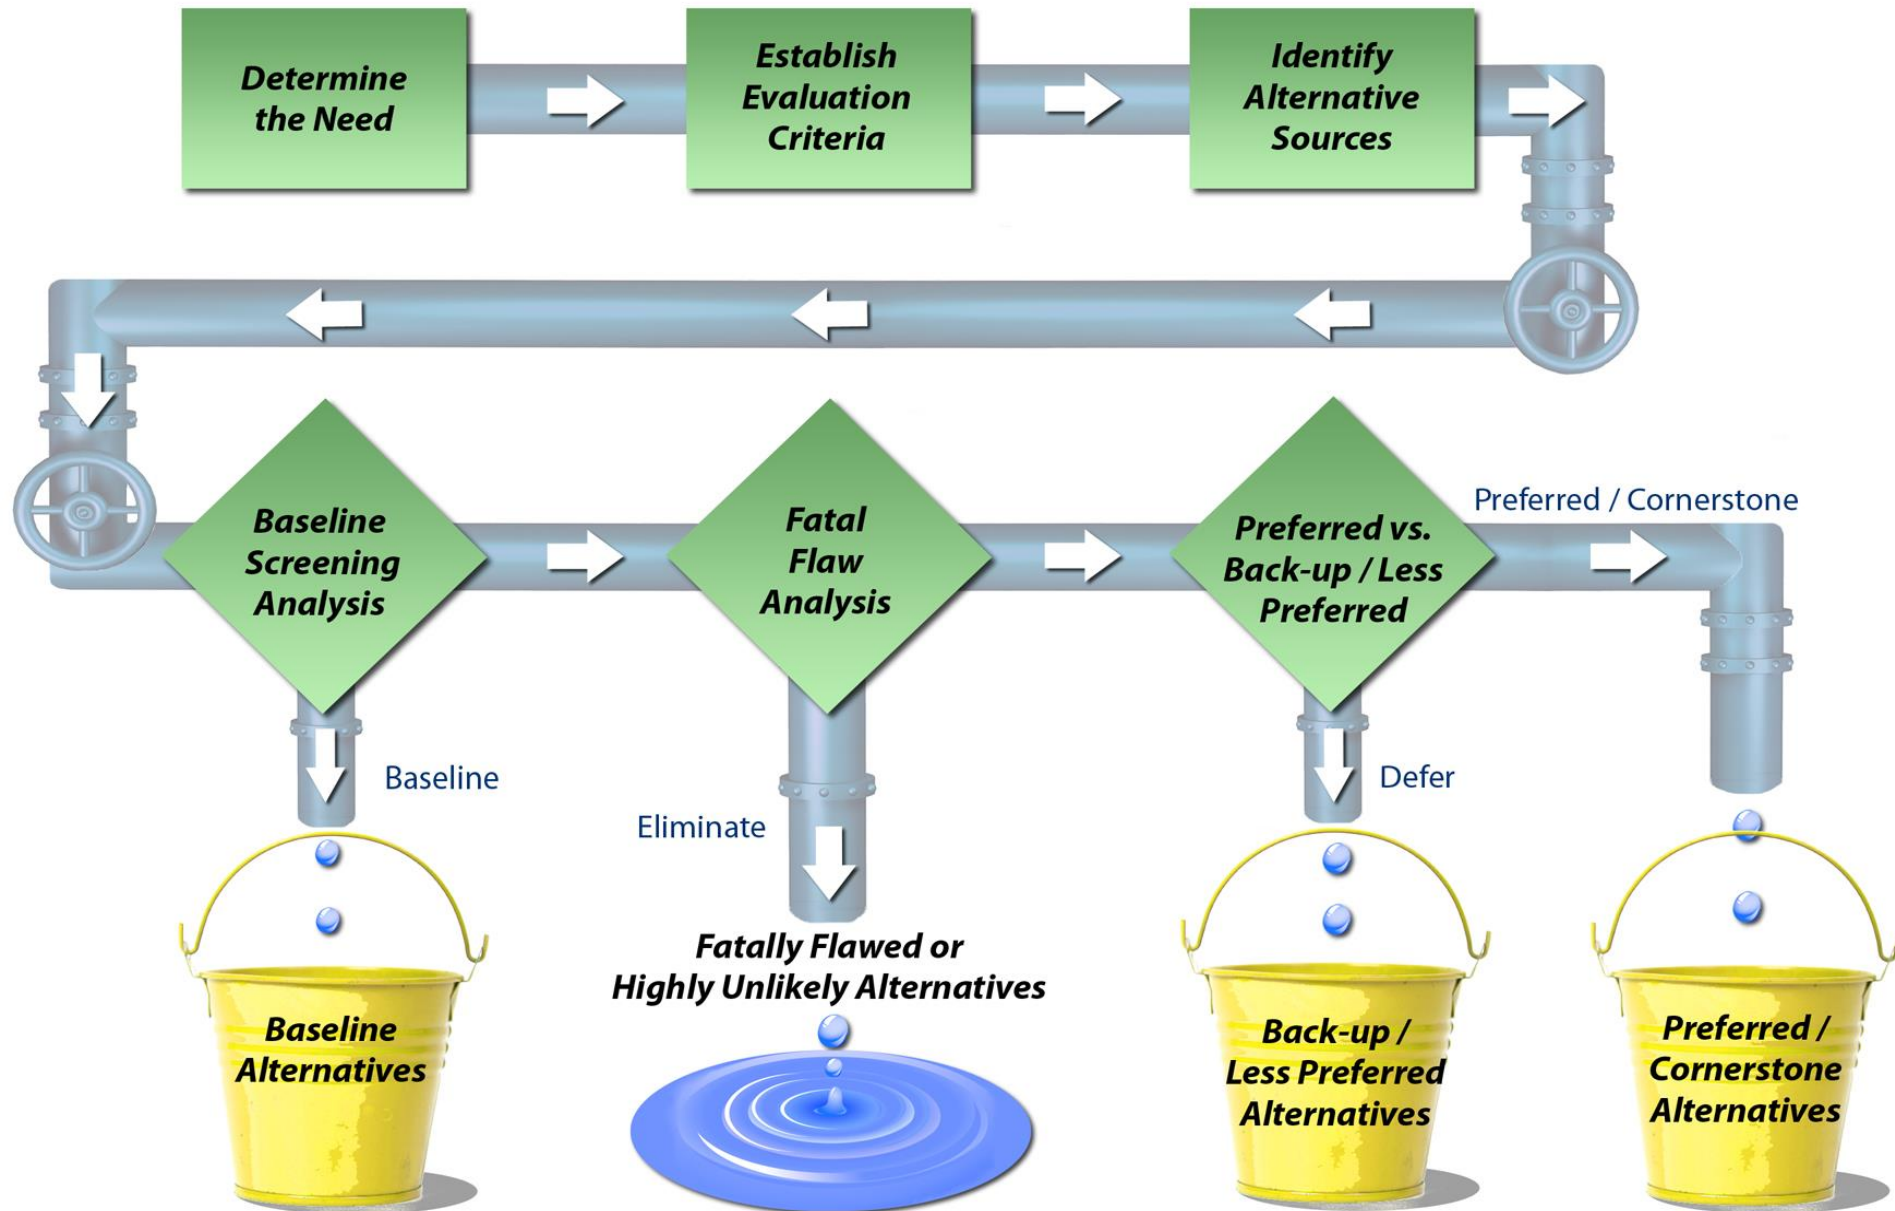 Determine
the Need
Establish
Evaluation
Criteria
Identify
Alternative
Sources
Baseline
Screening
Analysis
Fatal
Flaw
Analysis
Preferred vs.
Back-up / Less
Preferred
Preferred / Cornerstone
Baseline
Eliminate
Defer
Baseline
Alternatives
Fatally Flawed or
Highly Unlikely Alternatives
Back-up /
Less Preferred
Alternatives
Preferred /
Cornerstone
Alternatives